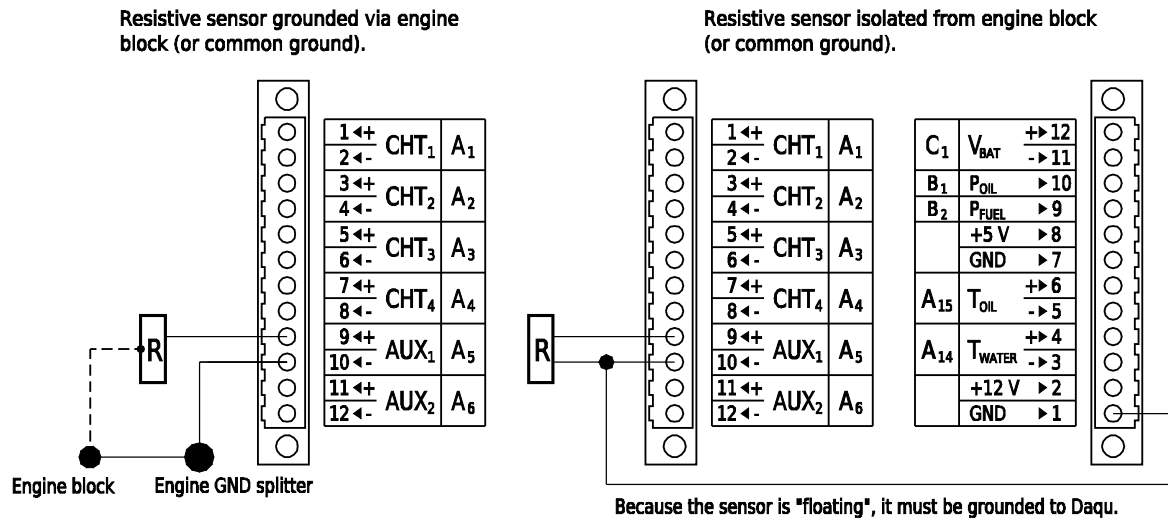 Resistive sensor grounded via engine
block (or common ground).
1 ◀+ CHT1 A1
2 ◀-
3 ◀+ CHT2 A2
4 ◀-
5 ◀+ CHT3 A3
6 ◀-
7 ◀+ CHT4 A4
8 ◀-
9 ◀+ AUX1 A5
10 ◀-
11 ◀+ AUX2 A6
12 ◀-
R
Engine block
Engine GND splitter
Resistive sensor isolated from engine block
(or common ground).
1 ◀+ CHT1 A1
2 ◀-
3 ◀+ CHT2 A2
4 ◀-
5 ◀+ CHT3 A3
6 ◀-
7 ◀+ CHT4 A4
8 ◀-
9 ◀+ AUX1 A5
10 ◀-
11 ◀+ AUX2 A6
12 ◀-
R
C1 VBAT +▶ 12
-▶ 11
B1 POIL ▶ 10
B2 PFUEL ▶ 9
+5 V ▶ 8
GND ▶ 7
A15 TOIL +▶ 6
-▶ 5
A14 TWATER +▶ 4
-▶ 3
+12 V ▶ 2
GND ▶ 1
Because the sensor is "floating", it must be grounded to Daqu.